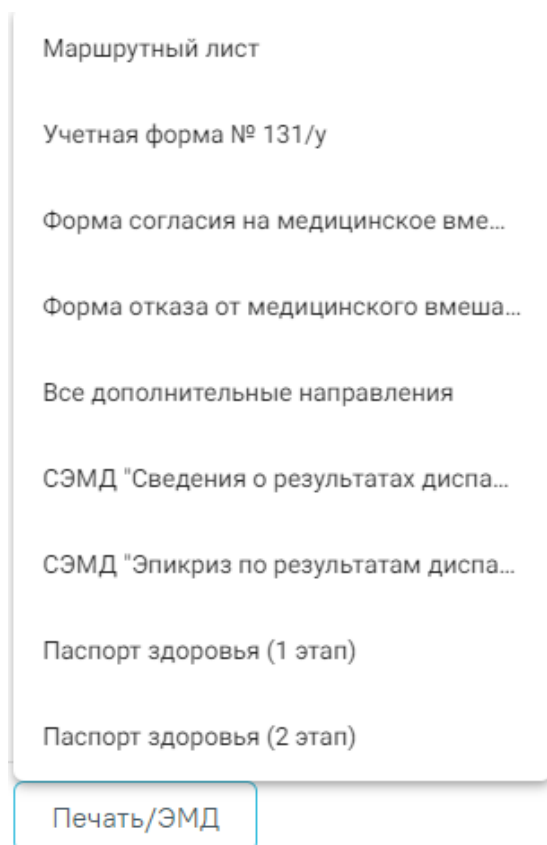 Маршрутный лист
Учетная форма № 131/у
Форма согласия на медицинское вме...
Форма отказа от медицинского вмеша...
Все дополнительные направления
СЭМД "Сведения о результатах диспа...
СЭМД "Эпикриз по результатам диспа...
Паспорт здоровья (1 этап)
Паспорт здоровья (2 этап)
Печать/ЭМД